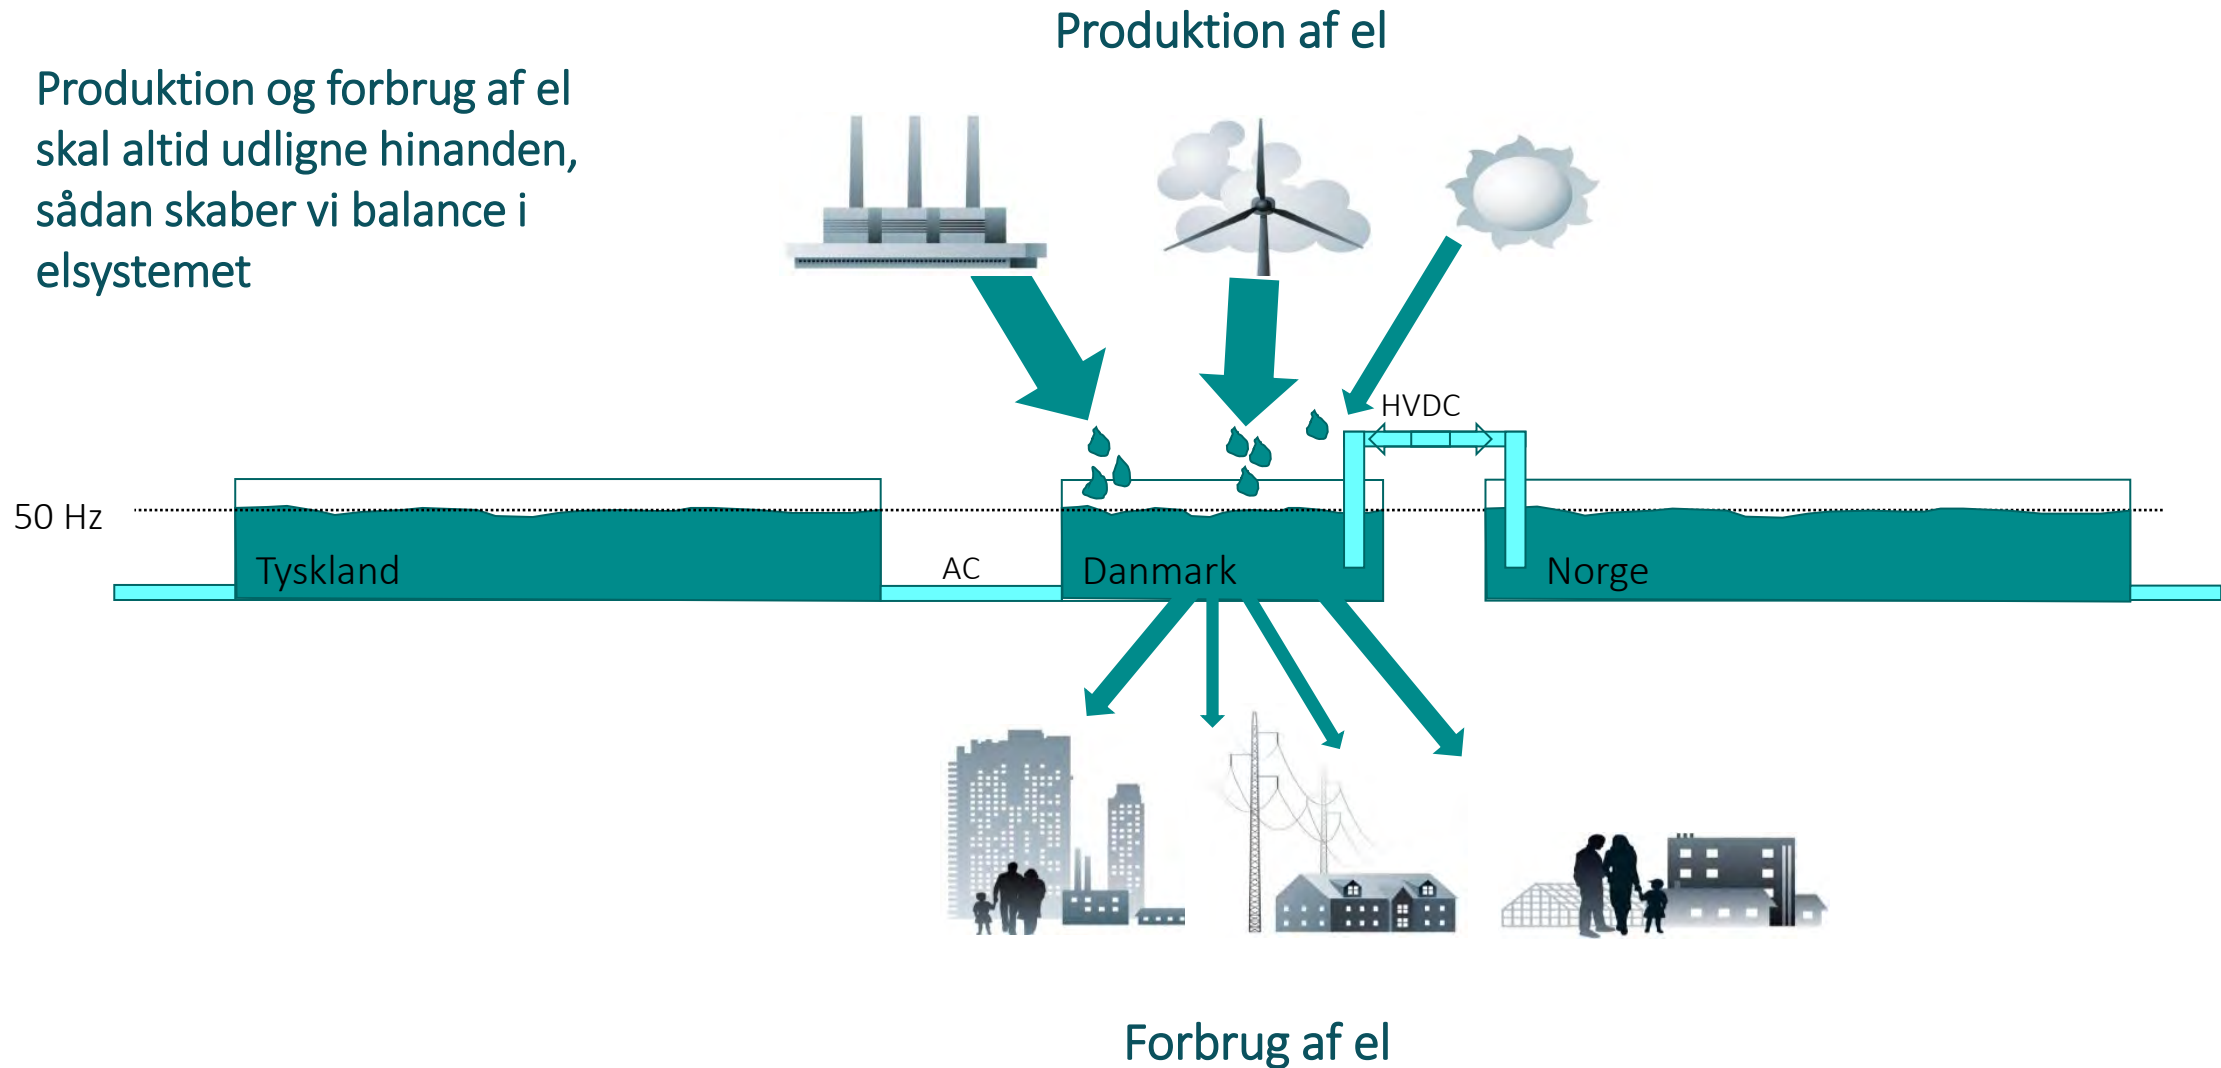 Produktion af el
Produktion og forbrug af el
skal altid udligne hinanden,
sådan skaber vi balance i
elsystemet
HVDC
50 Hz
Tyskland
AC
Danmark
Norge
Forbrug af el